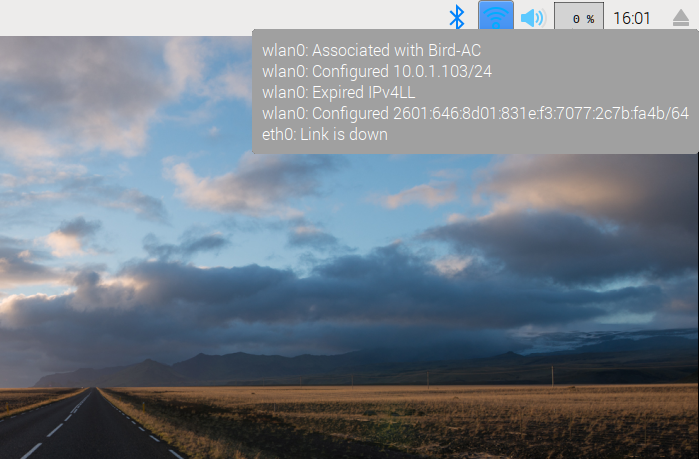 0 %
16:01
wlan0: Associated with Bird-AC
wlan0: Configured 10.0.1.103/24
wlan0: Expired IPv4LL
wlan0: Configured 2601:646:8d01:831e:f3:7077:2c7b:fa4b/64
eth0: Link is down